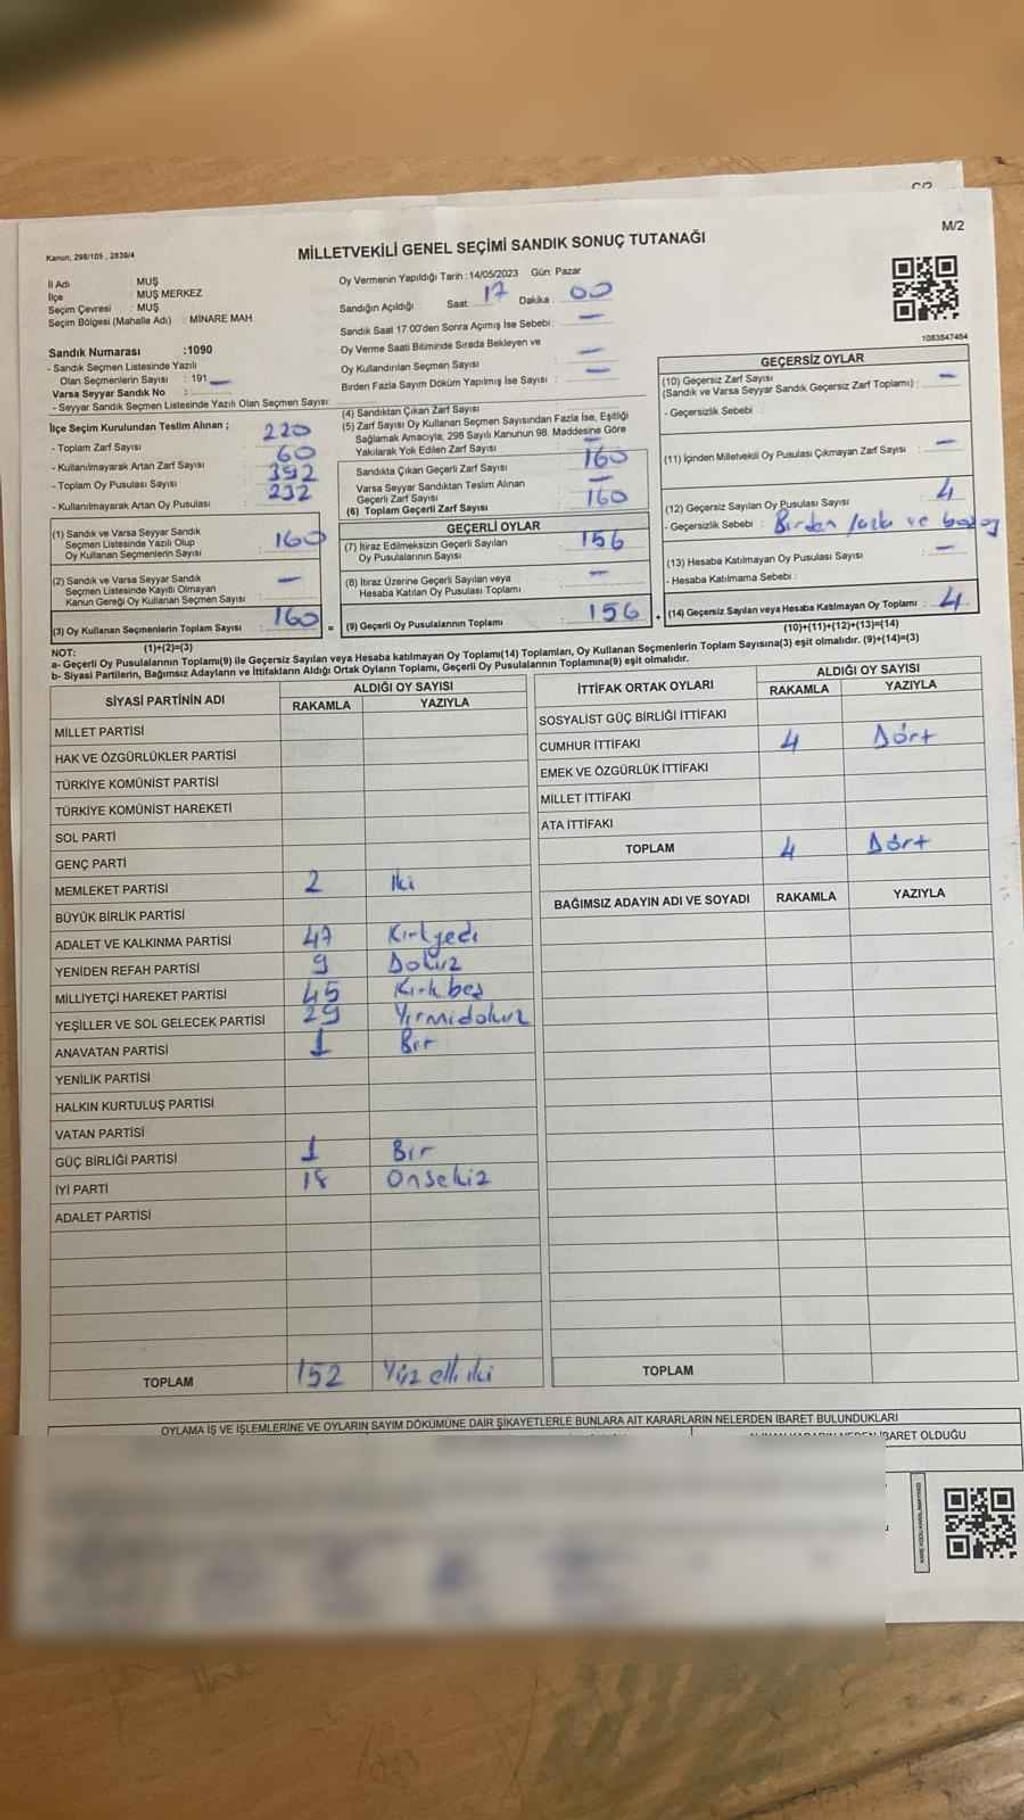 C/2
M/2
Kanun, 298/105 , 2839/4
MİLLETVEKİLİ GENEL SEÇİMİ SANDIK SONUÇ TUTANAĞI
İl Adı MUŞ
İlçe MUŞ MERKEZ
Seçim Çevresi : MUŞ
Seçim Bölgesi (Mahalle Adı) : MİNARE MAH
Oy Vermenin Yapıldığı Tarih : 14/05/2023 Gün: Pazar
Sandığın Açıldığı : Saat: 17 Dakika : 00
Sandık Saat 17:00'den Sonra Açımış İse Sebebi: —
Oy Verme Saati Bitiminde Sırada Bekleyen ve
Oy Kullandırılan Seçmen Sayısı : —
Birden Fazla Sayım Döküm Yapılmış İse Sayısı : —
1083847464
Sandık Numarası :1090
- Sandık Seçmen Listesinde Yazılı
Olan Seçmenlerin Sayısı : 191
Varsa Seyyar Sandık No :
- Seyyar Sandık Seçmen Listesinde Yazılı Olan Seçmen Sayısı:
İlçe Seçim Kurulundan Teslim Alınan ;
- Toplam Zarf Sayısı 220
- Kullanılmayarak Artan Zarf Sayısı 60
- Toplam Oy Pusulası Sayısı 392
- Kullanılmayarak Artan Oy Pusulası 232
(1) Sandık ve Varsa Seyyar Sandık
Seçmen Listesinde Yazılı Olup
Oy Kullanan Seçmenlerin Sayısı 160
(2) Sandık ve Varsa Seyyar Sandık
Seçmen Listesinde Kayıtlı Olmayan
Kanun Gereği Oy Kullanan Seçmen Sayısı —
(3) Oy Kullanan Seçmenlerin Toplam Sayısı 160
(1)+(2)=(3)
(4) Sandıktan Çıkan Zarf Sayısı
(5) Zarf Sayısı Oy Kullanan Seçmen Sayısından Fazla İse, Eşitliği
Sağlamak Amacıyla, 298 Sayılı Kanunun 98. Maddesine Göre
Yakılarak Yok Edilen Zarf Sayısı —
Sandıkta Çıkan Geçerli Zarf Sayısı 160
Varsa Seyyar Sandıktan Teslim Alınan
Geçerli Zarf Sayısı —
(6) Toplam Geçerli Zarf Sayısı 160
GEÇERLİ OYLAR
(7) İtiraz Edilmeksizin Geçerli Sayılan
Oy Pusulalarının Sayısı 156
(8) İtiraz Üzerine Geçerli Sayılan veya
Hesaba Katılan Oy Pusulası Toplamı —
= (9) Geçerli Oy Pusulalarının Toplamı 156 +
GEÇERSİZ OYLAR
(10) Geçersiz Zarf Sayısı
(Sandık ve Varsa Seyyar Sandık Geçersiz Zarf Toplamı) : —
- Geçersizlik Sebebi :
(11) İçinden Milletvekili Oy Pusulası Çıkmayan Zarf Sayısı : —
(12) Geçersiz Sayılan Oy Pusulası Sayısı 4
- Geçersizlik Sebebi : Birden fazla ve
(13) Hesaba Katılmayan Oy Pusulası Sayısı —
- Hesaba Katılmama Sebebi :
(14) Geçersiz Sayılan veya Hesaba Katılmayan Oy Toplamı : 4
(10)+(11)+(12)+(13)=(14)
NOT:
a- Geçerli Oy Pusulalarının Toplamı(9) ile Geçersiz Sayılan veya Hesaba katılmayan Oy Toplamı(14) Toplamları, Oy Kullanan Seçmenlerin Toplam Sayısına(3) eşit olmalıdır. (9)+(14)=(3)
b- Siyasi Partilerin, Bağımsız Adayların ve İttifakların Aldığı Ortak Oyların Toplamı, Geçerli Oy Pusulalarının Toplamına(9) eşit olmalıdır.
SİYASİ PARTİNİN ADI ALDIĞI OY SAYISI
RAKAMLA YAZIYLA
MİLLET PARTİSİ
HAK VE ÖZGÜRLÜKLER PARTİSİ
TÜRKİYE KOMÜNİST PARTİSİ
TÜRKİYE KOMÜNİST HAREKETİ
SOL PARTİ
GENÇ PARTİ
MEMLEKET PARTİSİ 2 İki
BÜYÜK BİRLİK PARTİSİ
ADALET VE KALKINMA PARTİSİ 47 Kırkyedi
YENİDEN REFAH PARTİSİ 9 Dokuz
MİLLİYETÇİ HAREKET PARTİSİ 45 Kırkbeş
YEŞİLLER VE SOL GELECEK PARTİSİ 29 Yirmidokuz
ANAVATAN PARTİSİ 1 Bir
YENİLİK PARTİSİ
HALKIN KURTULUŞ PARTİSİ
VATAN PARTİSİ
GÜÇ BİRLİĞİ PARTİSİ 1 Bir
İYİ PARTİ 18 Onsekiz
ADALET PARTİSİ
TOPLAM 152 Yüz elli iki
İTTİFAK ORTAK OYLARI ALDIĞI OY SAYISI
RAKAMLA YAZIYLA
SOSYALİST GÜÇ BİRLİĞİ İTTİFAKI
CUMHUR İTTİFAKI 4 Dört
EMEK VE ÖZGÜRLÜK İTTİFAKI
MİLLET İTTİFAKI
ATA İTTİFAKI
TOPLAM 4 Dört
BAĞIMSIZ ADAYIN ADI VE SOYADI RAKAMLA YAZIYLA
TOPLAM
OYLAMA İŞ VE İŞLEMLERİNE VE OYLARIN SAYIM DÖKÜMÜNE DAİR ŞİKAYETLERLE BUNLARA AİT KARARLARIN NELERDEN İBARET BULUNDUKLARI
İBARET OLDUĞU